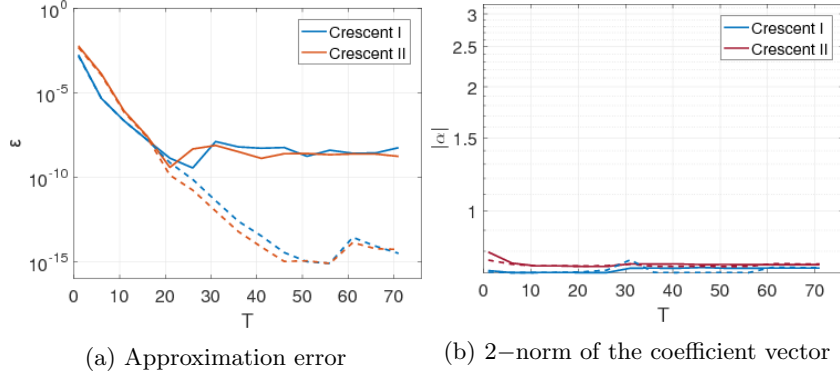 10^0
10^-5
10^-10
10^-15
ε
0 10 20 30 40 50 60 70
T
Crescent I
Crescent II
(a) Approximation error
3
2.5
2
1.5
1
|α|
0 10 20 30 40 50 60 70
T
Crescent I
Crescent II
(b) 2−norm of the coefficient vector